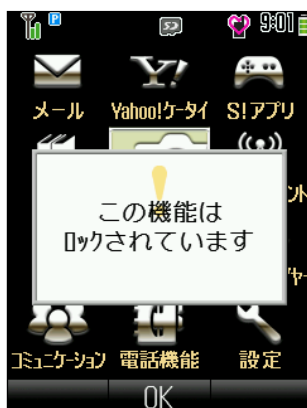 9:01
メール Yahoo!ケータイ S!アプリ
この機能は
ロックされています
コミュニケーション 電話機能 設定
OK